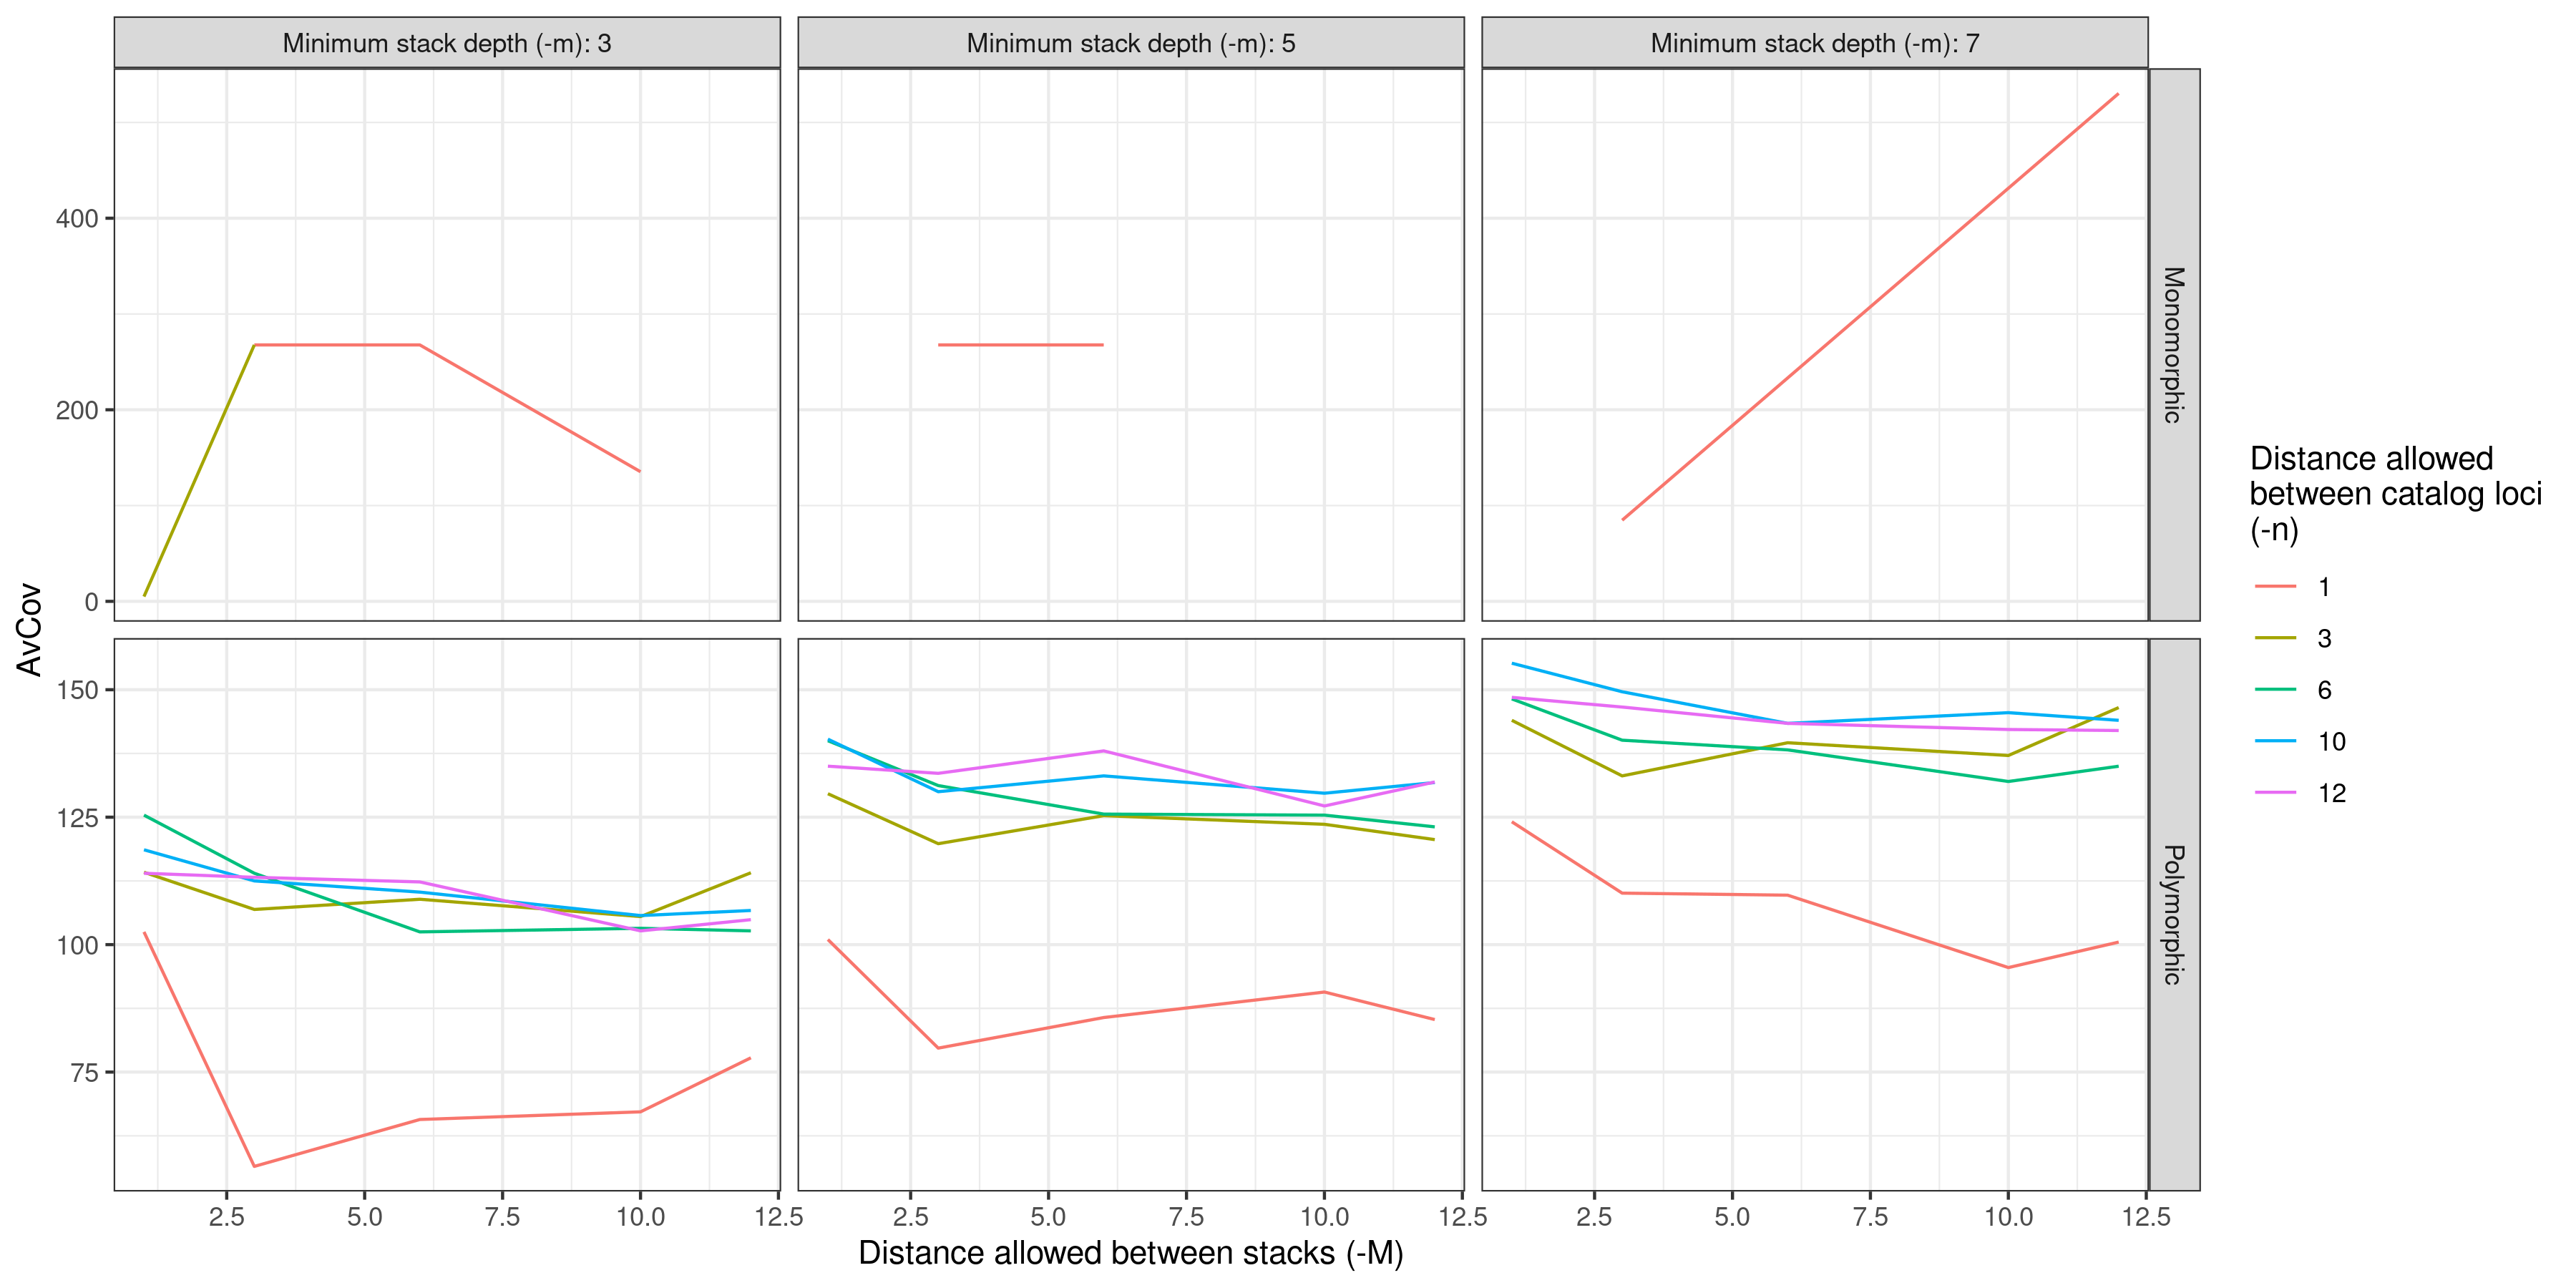 Minimum stack depth (-m): 3
Minimum stack depth (-m): 5
Minimum stack depth (-m): 7
400
200
0
Monomorphic
150
125
100
75
Polymorphic
AvCov
2.5 5.0 7.5 10.0 12.5
2.5 5.0 7.5 10.0 12.5
2.5 5.0 7.5 10.0 12.5
Distance allowed between stacks (-M)
Distance allowed
between catalog loci
(-n)
1
3
6
10
12